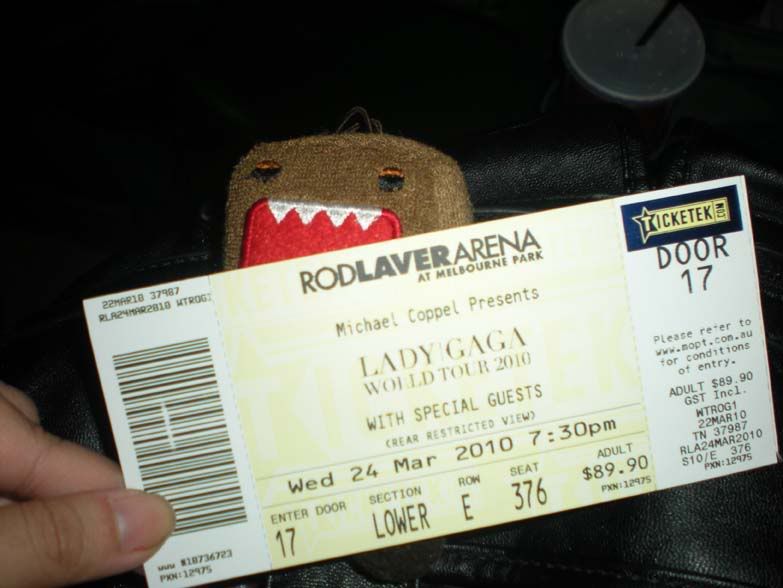 22MAR10 37987
RLA24MAR2010 WTROG1
www #18736723
PXN:12975
RODLAVERARENA
AT MELBOURNE PARK
Michael Coppel Presents
LADY GAGA
WORLD TOUR 2010
WITH SPECIAL GUESTS
(REAR RESTRICTED VIEW)
Wed 24 Mar 2010 7:30pm
ENTER DOOR SECTION ROW SEAT ADULT
17 LOWER E 376 $89.90
PXN:12975
TICKETEK.COM
DOOR
17
Please refer to
www.mopt.com.au
for conditions
of entry.
ADULT $89.90
GST Incl.
WTROG1
22MAR10
TN 37987
RLA24MAR2010
S10/E 376
PXN:12975